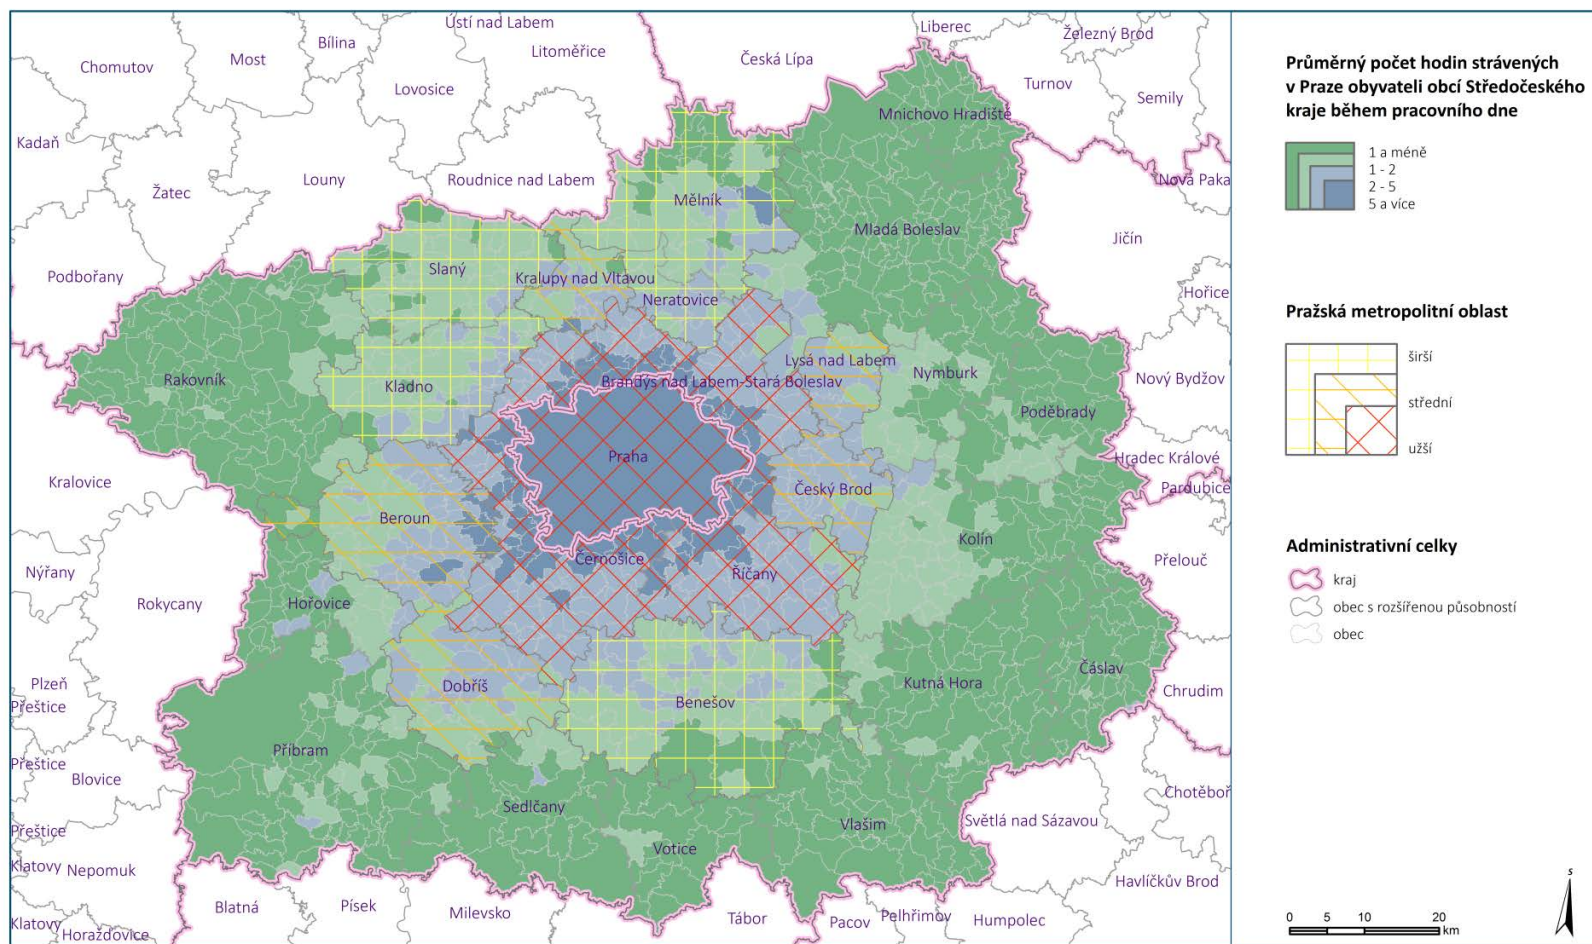 Ústí nad Labem
Liberec
Železný Brod
Bílina
Most
Litoměřice
Česká Lípa
Chomutov
Lovosice
Turnov
Semily
Mnichovo Hradiště
Kadaň
Žatec
Louny
Roudnice nad Labem
Nová Paka
Mělník
Mladá Boleslav
Jičín
Podbořany
Slaný
Kralupy nad Vltavou
Neratovice
Hořice
Lysá nad Labem
Nymburk
Nový Bydžov
Rakovník
Kladno
Brandýs nad Labem-Stará Boleslav
Poděbrady
Praha
Hradec Králové
Kralovice
Pardubice
Český Brod
Beroun
Kolín
Nýřany
Černošice
Říčany
Přelouč
Rokycany
Hořovice
Čáslav
Plzeň
Dobříš
Kutná Hora
Chrudim
Přeštice
Benešov
Příbram
Přeštice
Blovice
Chotěboř
Sedlčany
Světlá nad Sázavou
Vlašim
Přeštice
Votice
Klatovy
Nepomuk
Havlíčkův Brod
Blatná
Písek
Milevsko
Tábor
Pacov
Pelhřimov
Humpolec
Klatovy
Horažďovice
Průměrný počet hodin strávených
v Praze obyvateli obcí Středočeského
kraje během pracovního dne
1 a méně
1 - 2
2 - 5
5 a více
Pražská metropolitní oblast
širší
střední
užší
Administrativní celky
kraj
obec s rozšířenou působností
obec
S
0 5 10 20
km